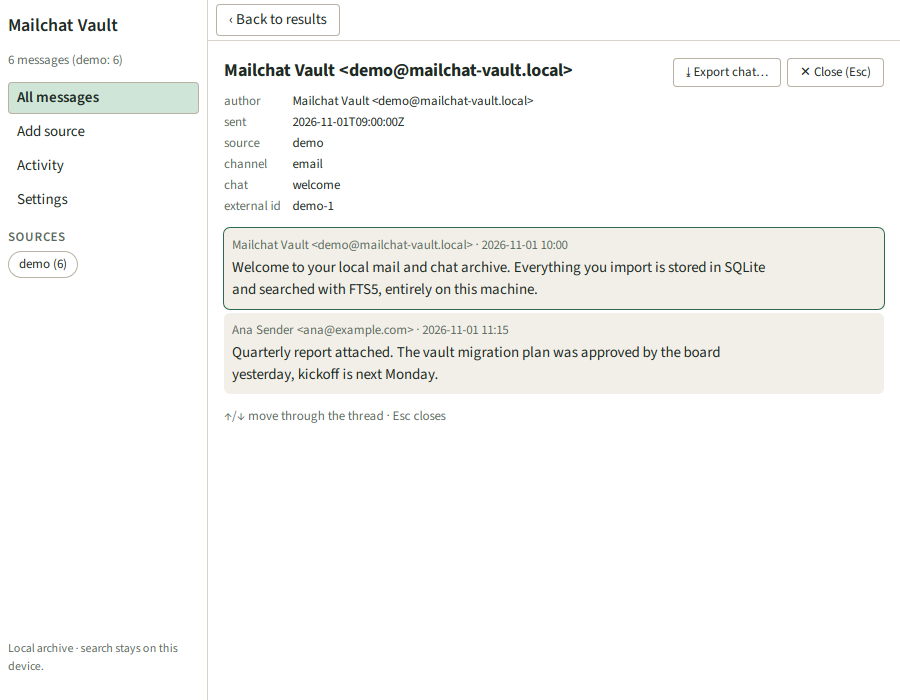 Mailchat Vault
6 messages (demo: 6)
All messages
Add source
Activity
Settings
SOURCES
demo (6)
Local archive · search stays on this
device.
‹ Back to results
Mailchat Vault <demo@mailchat-vault.local>
⤓ Export chat…
✕ Close (Esc)
author Mailchat Vault <demo@mailchat-vault.local>
sent 2026-11-01T09:00:00Z
source demo
channel email
chat welcome
external id demo-1
Mailchat Vault <demo@mailchat-vault.local> · 2026-11-01 10:00
Welcome to your local mail and chat archive. Everything you import is stored in SQLite
and searched with FTS5, entirely on this machine.
Ana Sender <ana@example.com> · 2026-11-01 11:15
Quarterly report attached. The vault migration plan was approved by the board
yesterday, kickoff is next Monday.
↑/↓ move through the thread · Esc closes